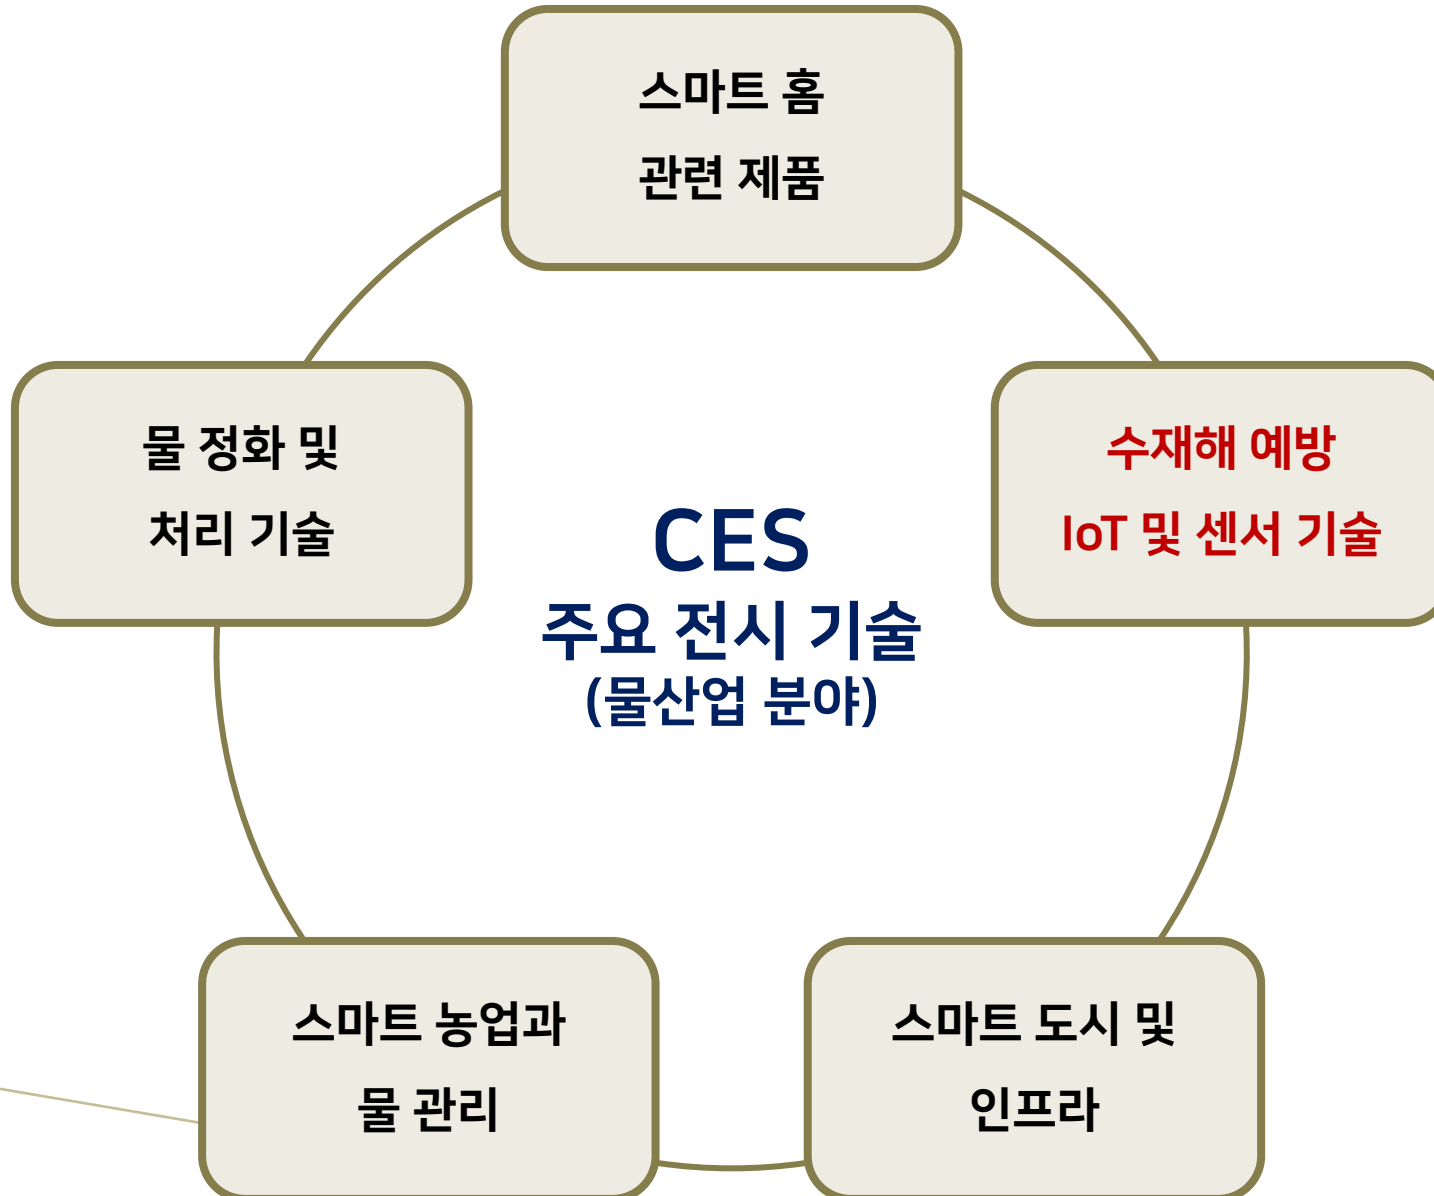 스마트 홈
관련 제품
물 정화 및
처리 기술
수재해 예방
IoT 및 센서 기술
CES
주요 전시 기술
(물산업 분야)
스마트 농업과
물 관리
스마트 도시 및
인프라